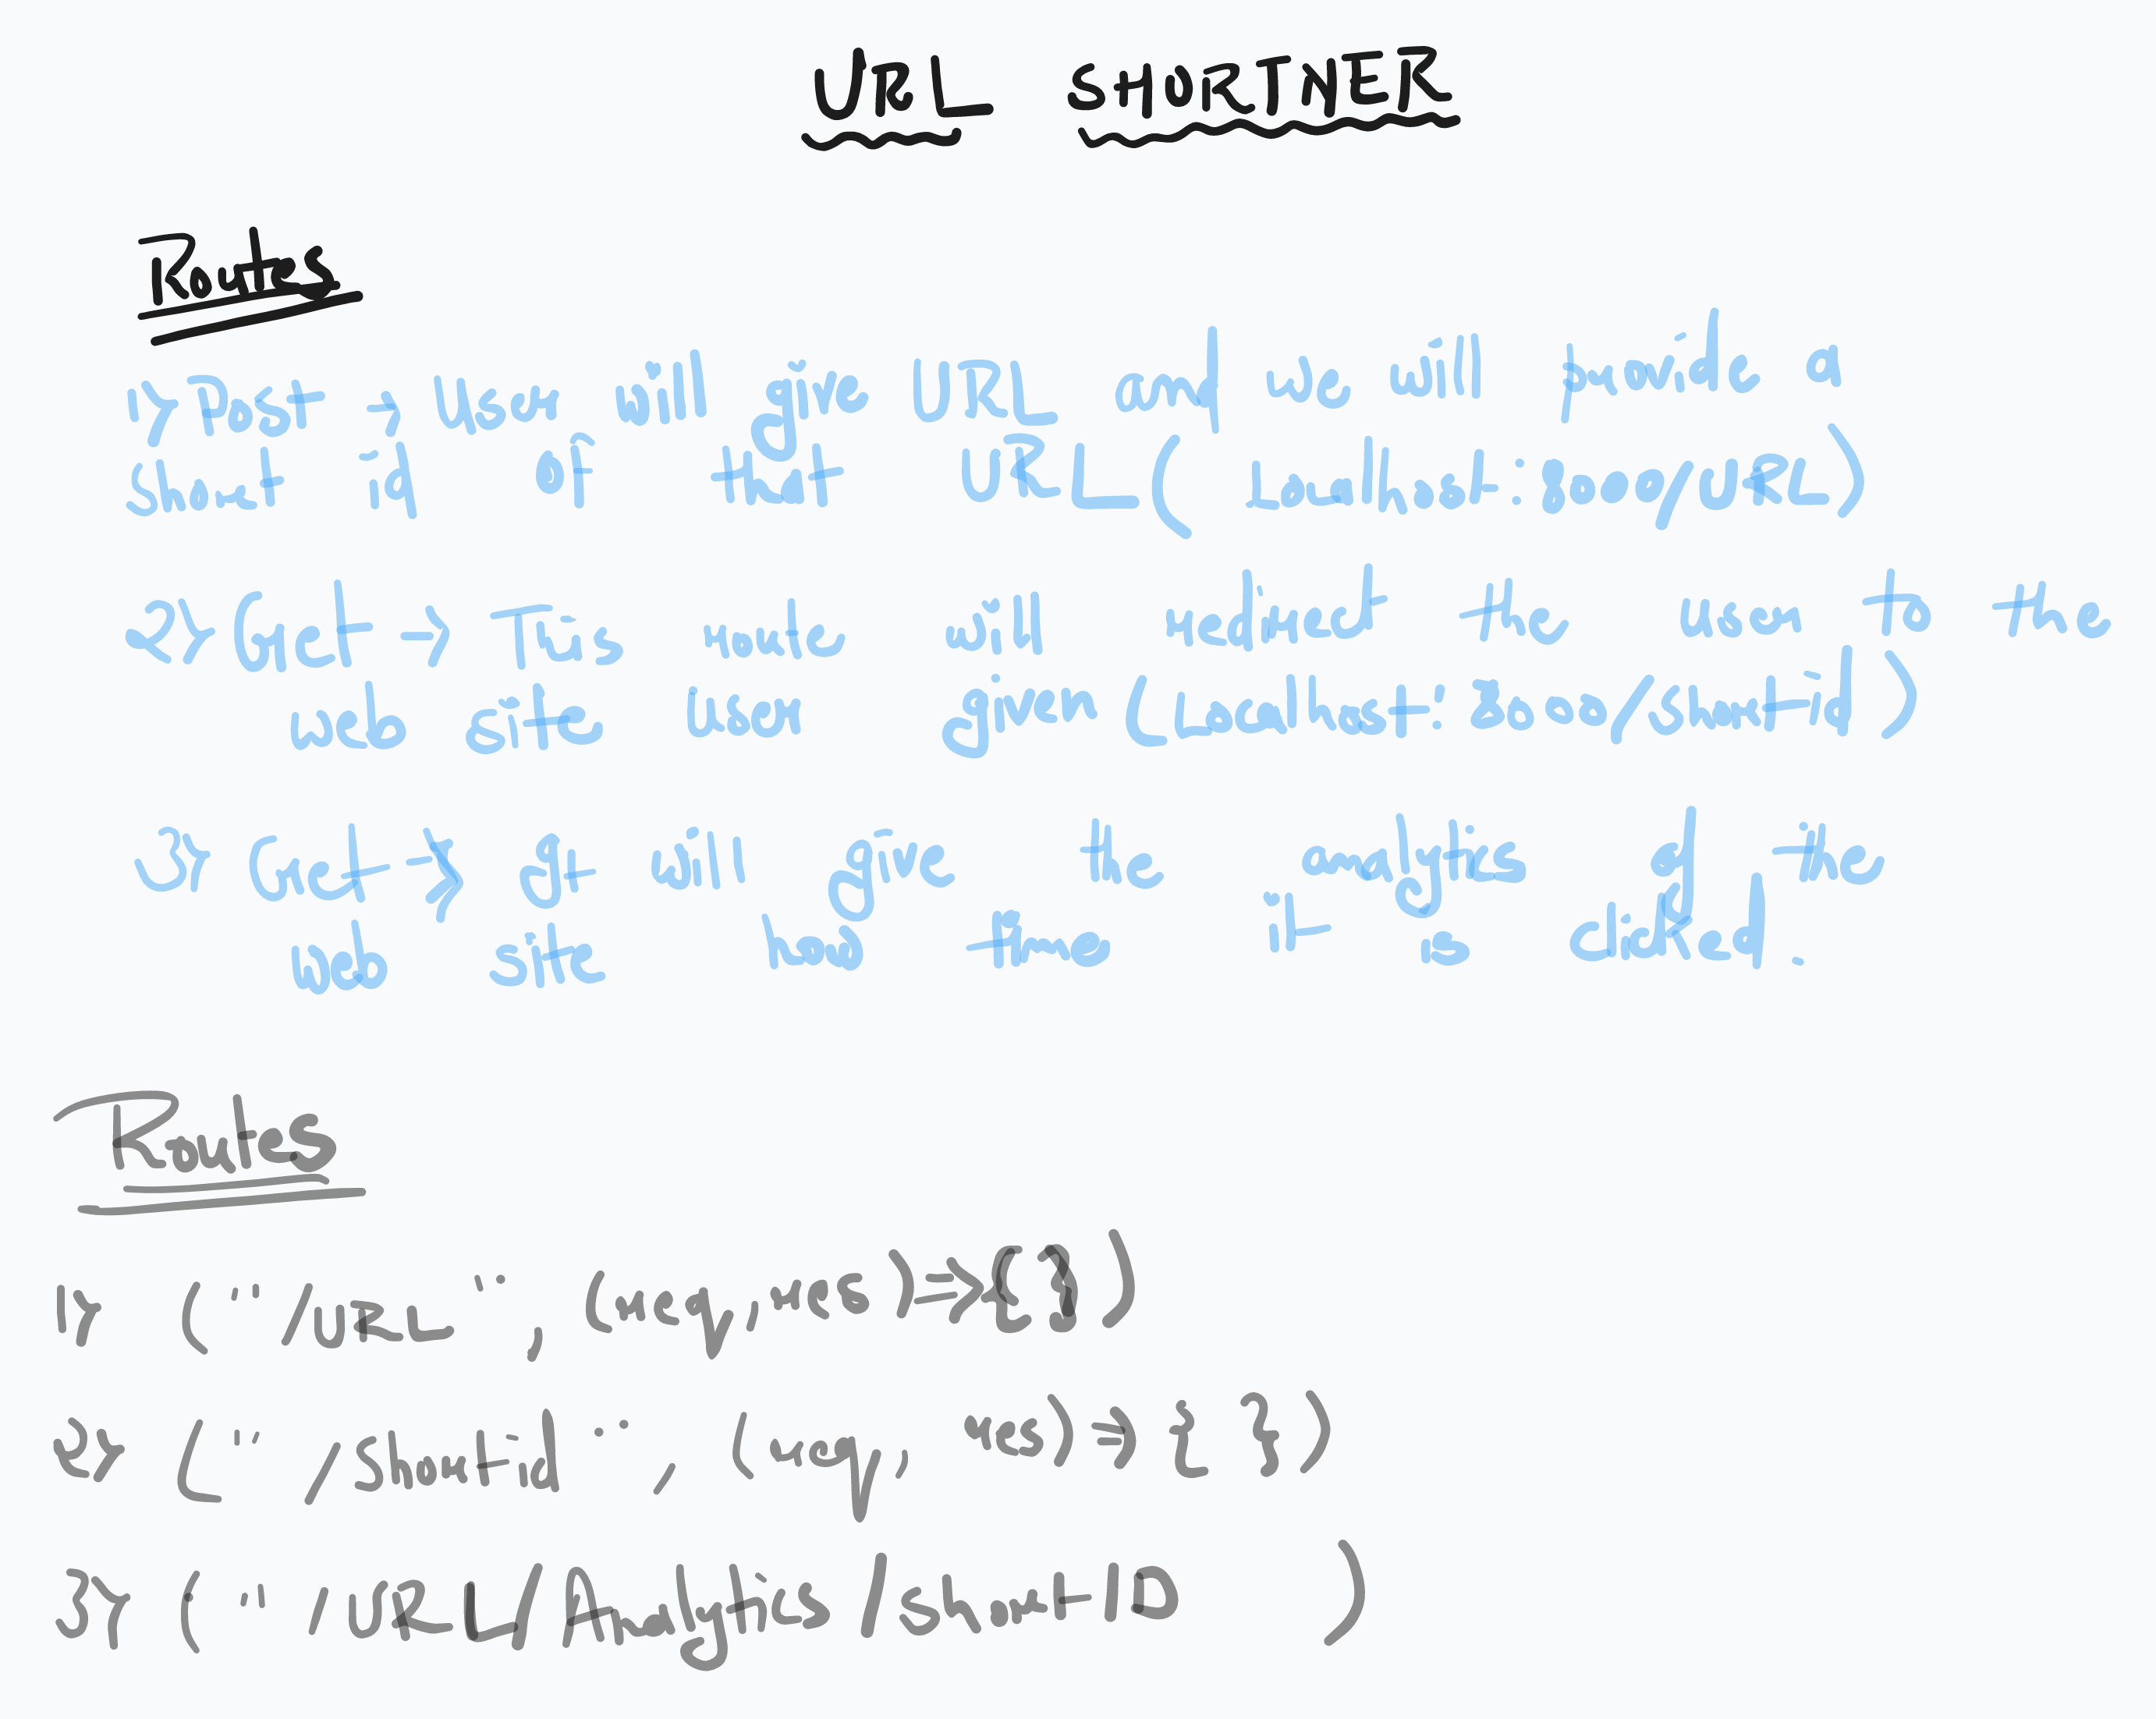 URL SHORTNER
Routes
1> Post → User will give URL and we will provide a
short id of that URL (Localhost:8000/URL)
2> Get → This route will redirect the user to the
web site user given (Localhost:8000/short-id)
3> Get → It will give the analytics of the
web site how time it is clicked.
Routes
1> ("/URL", (req, res) => { })
2> ("/Short-id", (req, res) => { })
3> (" /URL/Analytics/short-ID )